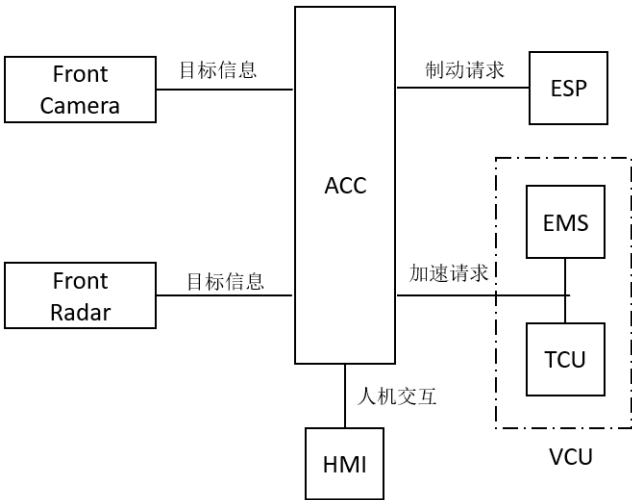 Front
Camera
目标信息
制动请求
ESP
ACC
EMS
Front
Radar
目标信息
加速请求
TCU
人机交互
HMI
VCU